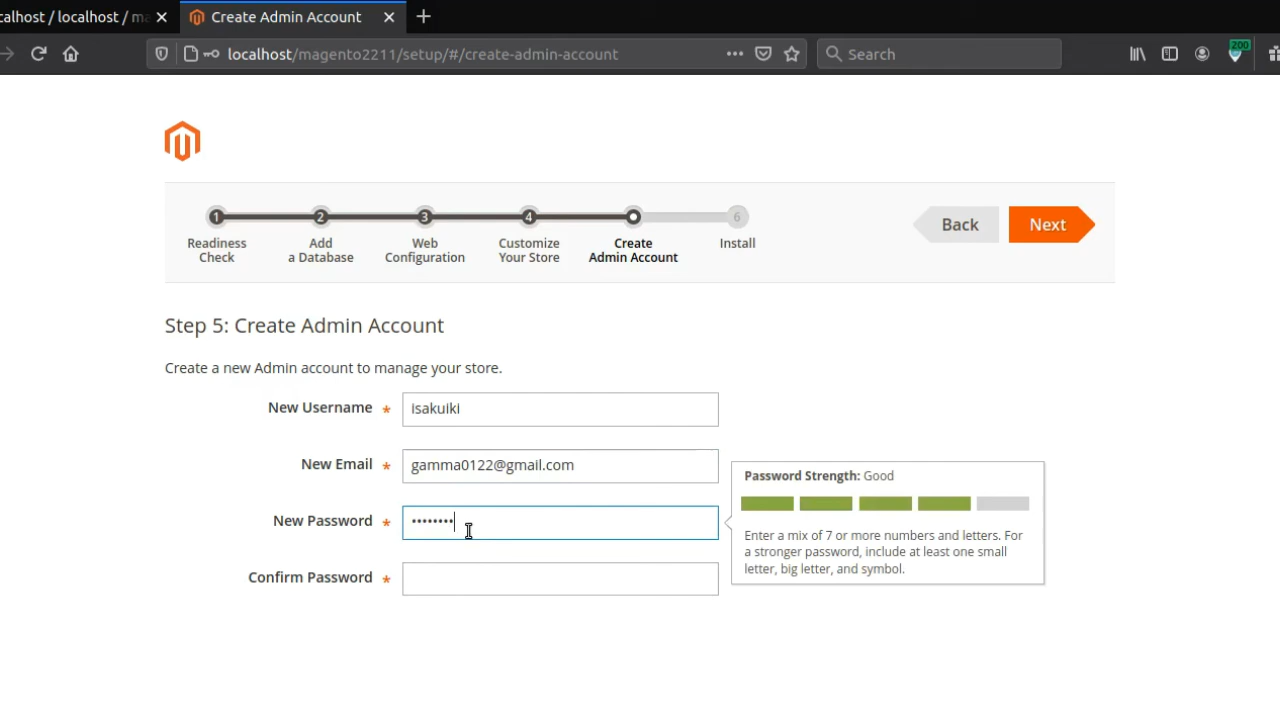 calhost / localhost / ma
Create Admin Account
localhost/magento2211/setup/#/create-admin-account
Search
200
1
2
3
4
6
Readiness
Check
Add
a Database
Web
Configuration
Customize
Your Store
Create
Admin Account
Install
Back
Next
Step 5: Create Admin Account
Create a new Admin account to manage your store.
New Username *
isakuiki
New Email *
gamma0122@gmail.com
New Password *
••••••••
Password Strength: Good
Enter a mix of 7 or more numbers and letters. For
a stronger password, include at least one small
letter, big letter, and symbol.
Confirm Password *